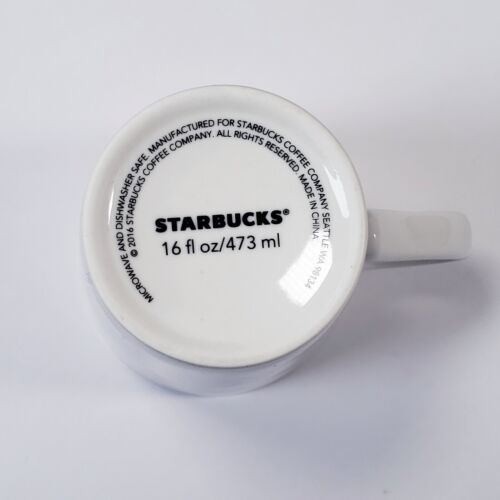 MICROWAVE AND DISHWASHER SAFE. MANUFACTURED FOR STARBUCKS COFFEE COMPANY SEATTLE WA 98134
© 2016 STARBUCKS COFFEE COMPANY. ALL RIGHTS RESERVED. MADE IN CHINA.
STARBUCKS®
16 fl oz/473 ml